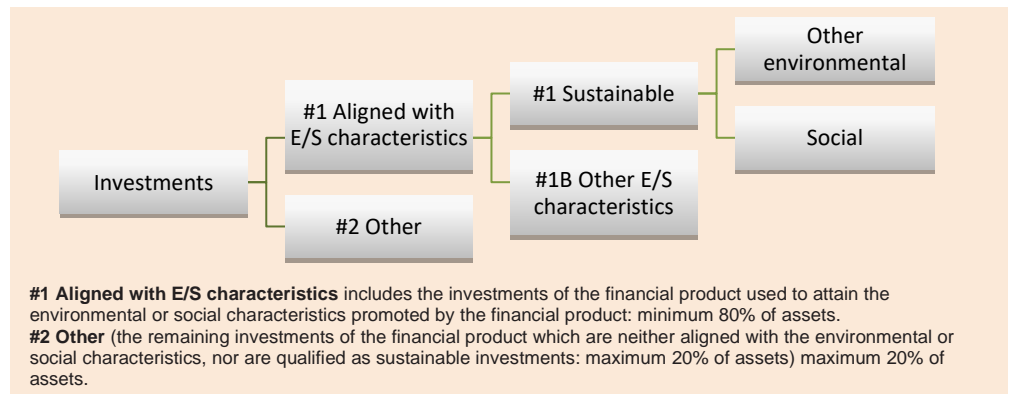 Other
environmental
#1 Sustainable
#1 Aligned with
E/S characteristics
Social
Investments
#1B Other E/S
characteristics
#2 Other
#1 Aligned with E/S characteristics includes the investments of the financial product used to attain the
environmental or social characteristics promoted by the financial product: minimum 80% of assets.
#2 Other (the remaining investments of the financial product which are neither aligned with the environmental or
social characteristics, nor are qualified as sustainable investments: maximum 20% of assets) maximum 20% of
assets.